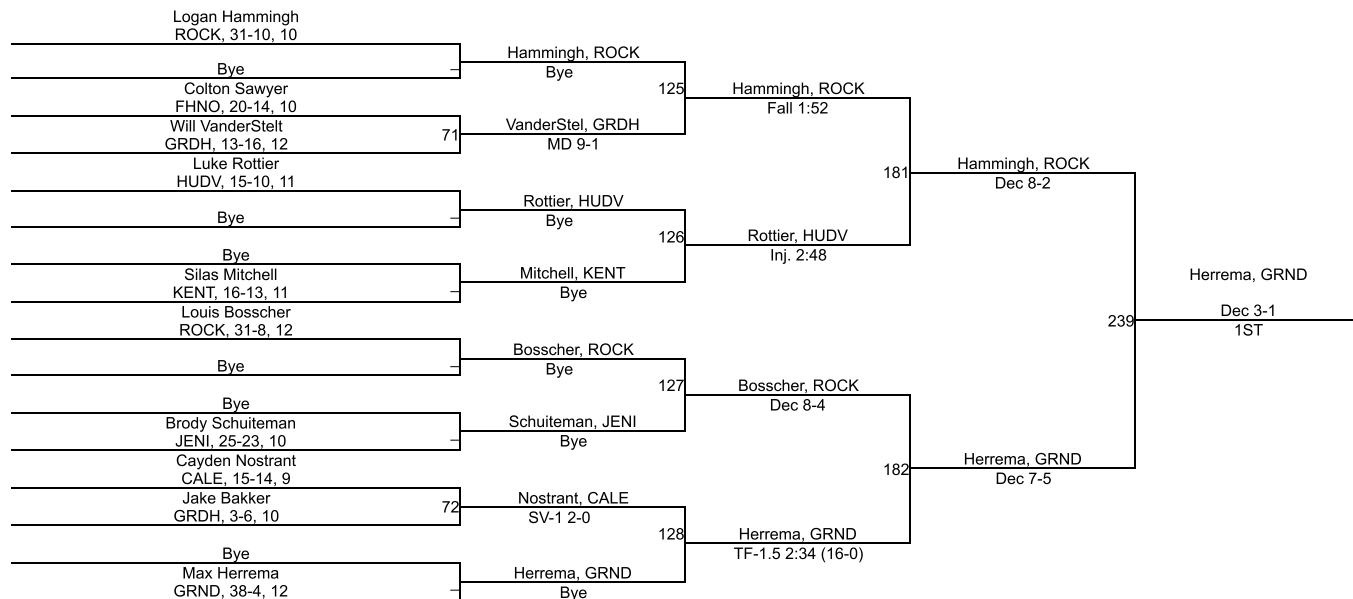 Logan Hammingh
ROCK, 31-10, 10
Bye
Colton Sawyer
FHNO, 20-14, 10
Will VanderStelt
GRDH, 13-16, 12
71
Luke Rottier
HUDV, 15-10, 11
Bye
Bye
Silas Mitchell
KENT, 16-13, 11
Louis Bosscher
ROCK, 31-8, 12
Bye
Bye
Brody Schuiteman
JENI, 25-23, 10
Cayden Nostrant
CALE, 15-14, 9
Jake Bakker
GRDH, 3-6, 10
72
Bye
Max Herrema
GRND, 38-4, 12
Hammingh, ROCK
Bye
125
VanderStel, GRDH
MD 9-1
Rottier, HUDV
Bye
126
Mitchell, KENT
Bye
Bosscher, ROCK
Bye
127
Schuiteman, JENI
Bye
Nostrant, CALE
SV-1 2-0
128
Herrema, GRND
Bye
Hammingh, ROCK
Fall 1:52
181
Rottier, HUDV
Inj. 2:48
Bosscher, ROCK
Dec 8-4
182
Herrema, GRND
TF-1.5 2:34 (16-0)
Hammingh, ROCK
Dec 8-2
239
Herrema, GRND
Dec 7-5
Herrema, GRND
Dec 3-1
1ST